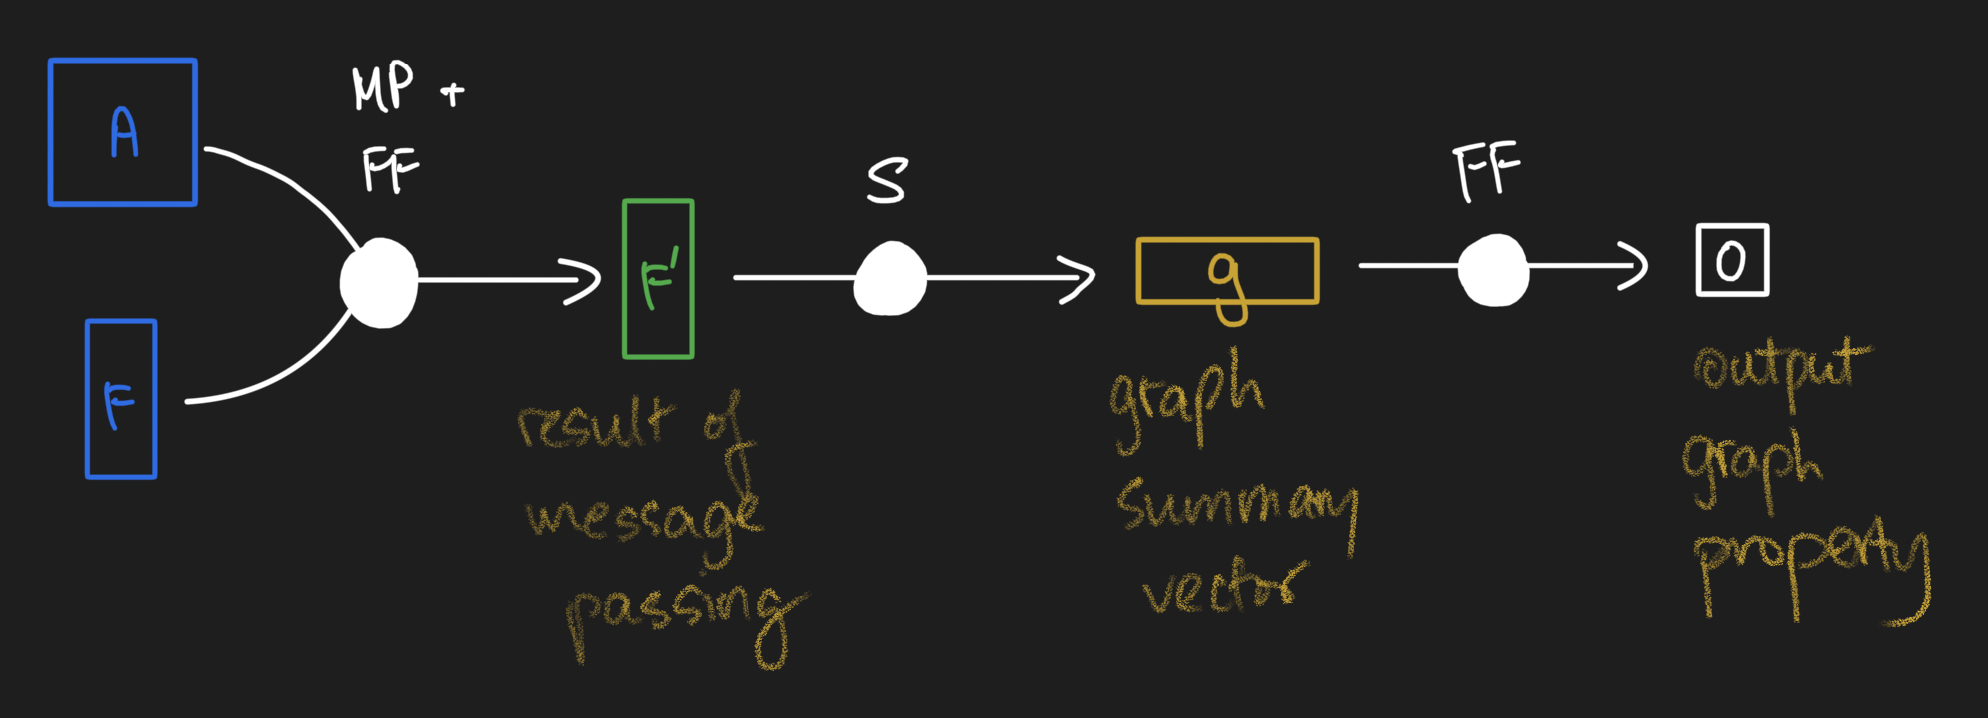 A
MP +
FF
F
F'
result of
message
passing
S
g
graph
summary
vector
FF
O
output
graph
property